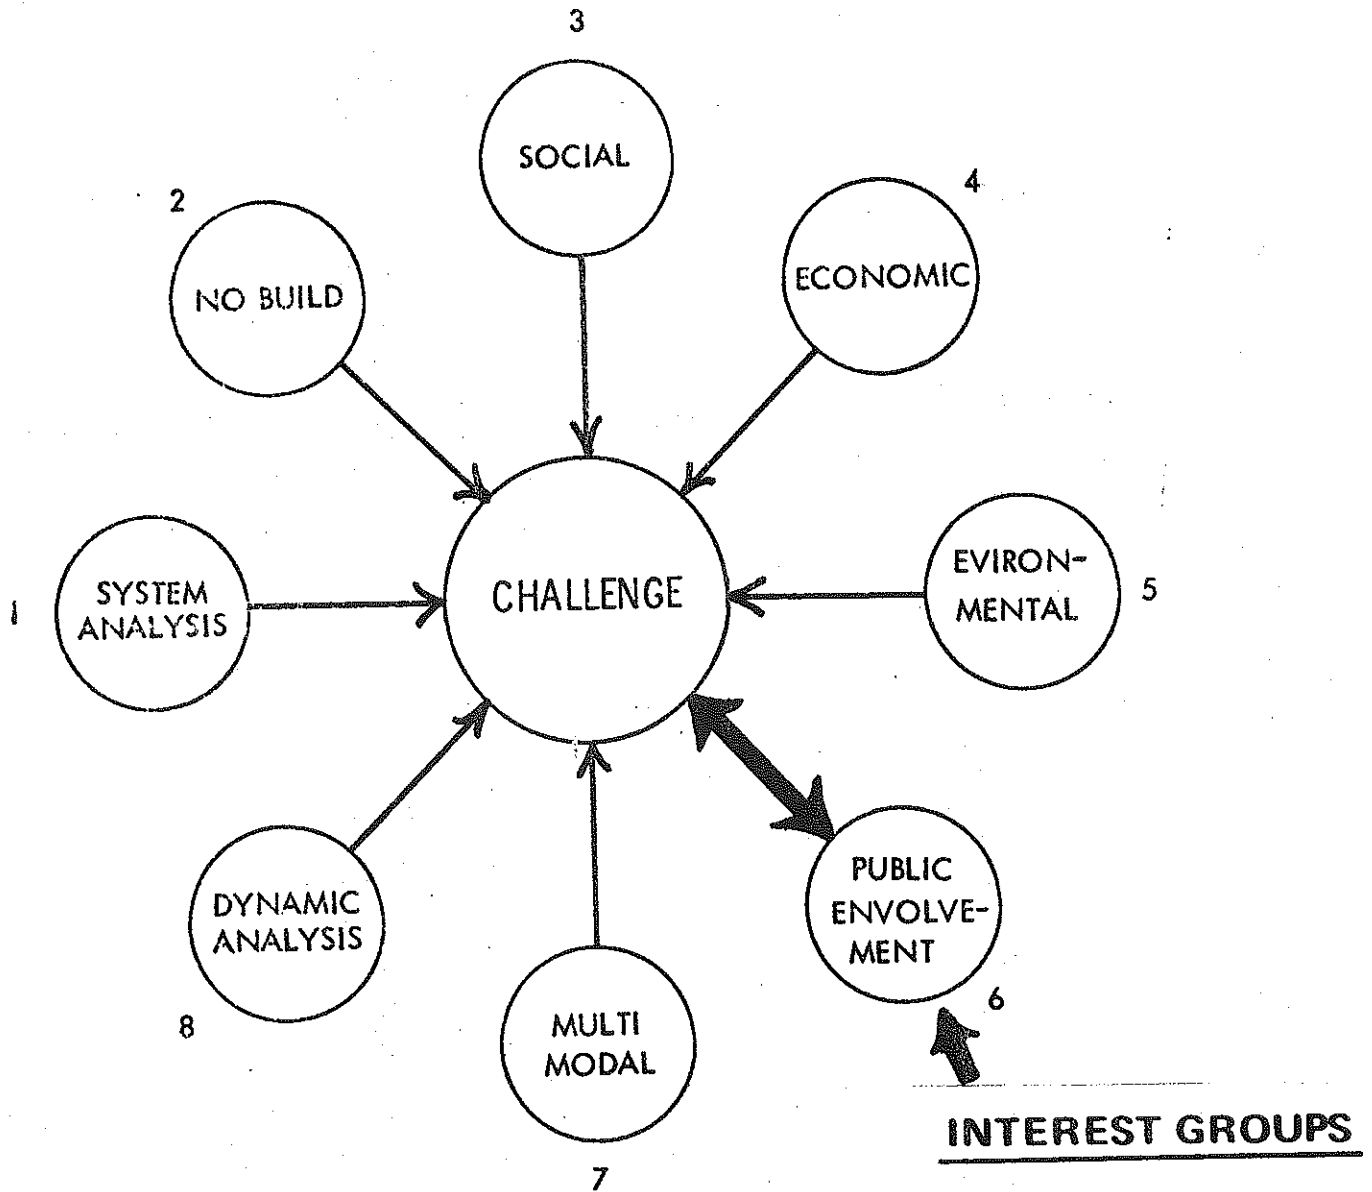 3
SOCIAL
4
ECONOMIC
2
NO BUILD
CHALLENGE
EVIRON-
MENTAL
5
1
SYSTEM
ANALYSIS
PUBLIC
ENVOLVE-
MENT
6
DYNAMIC
ANALYSIS
8
MULTI
MODAL
7
INTEREST GROUPS